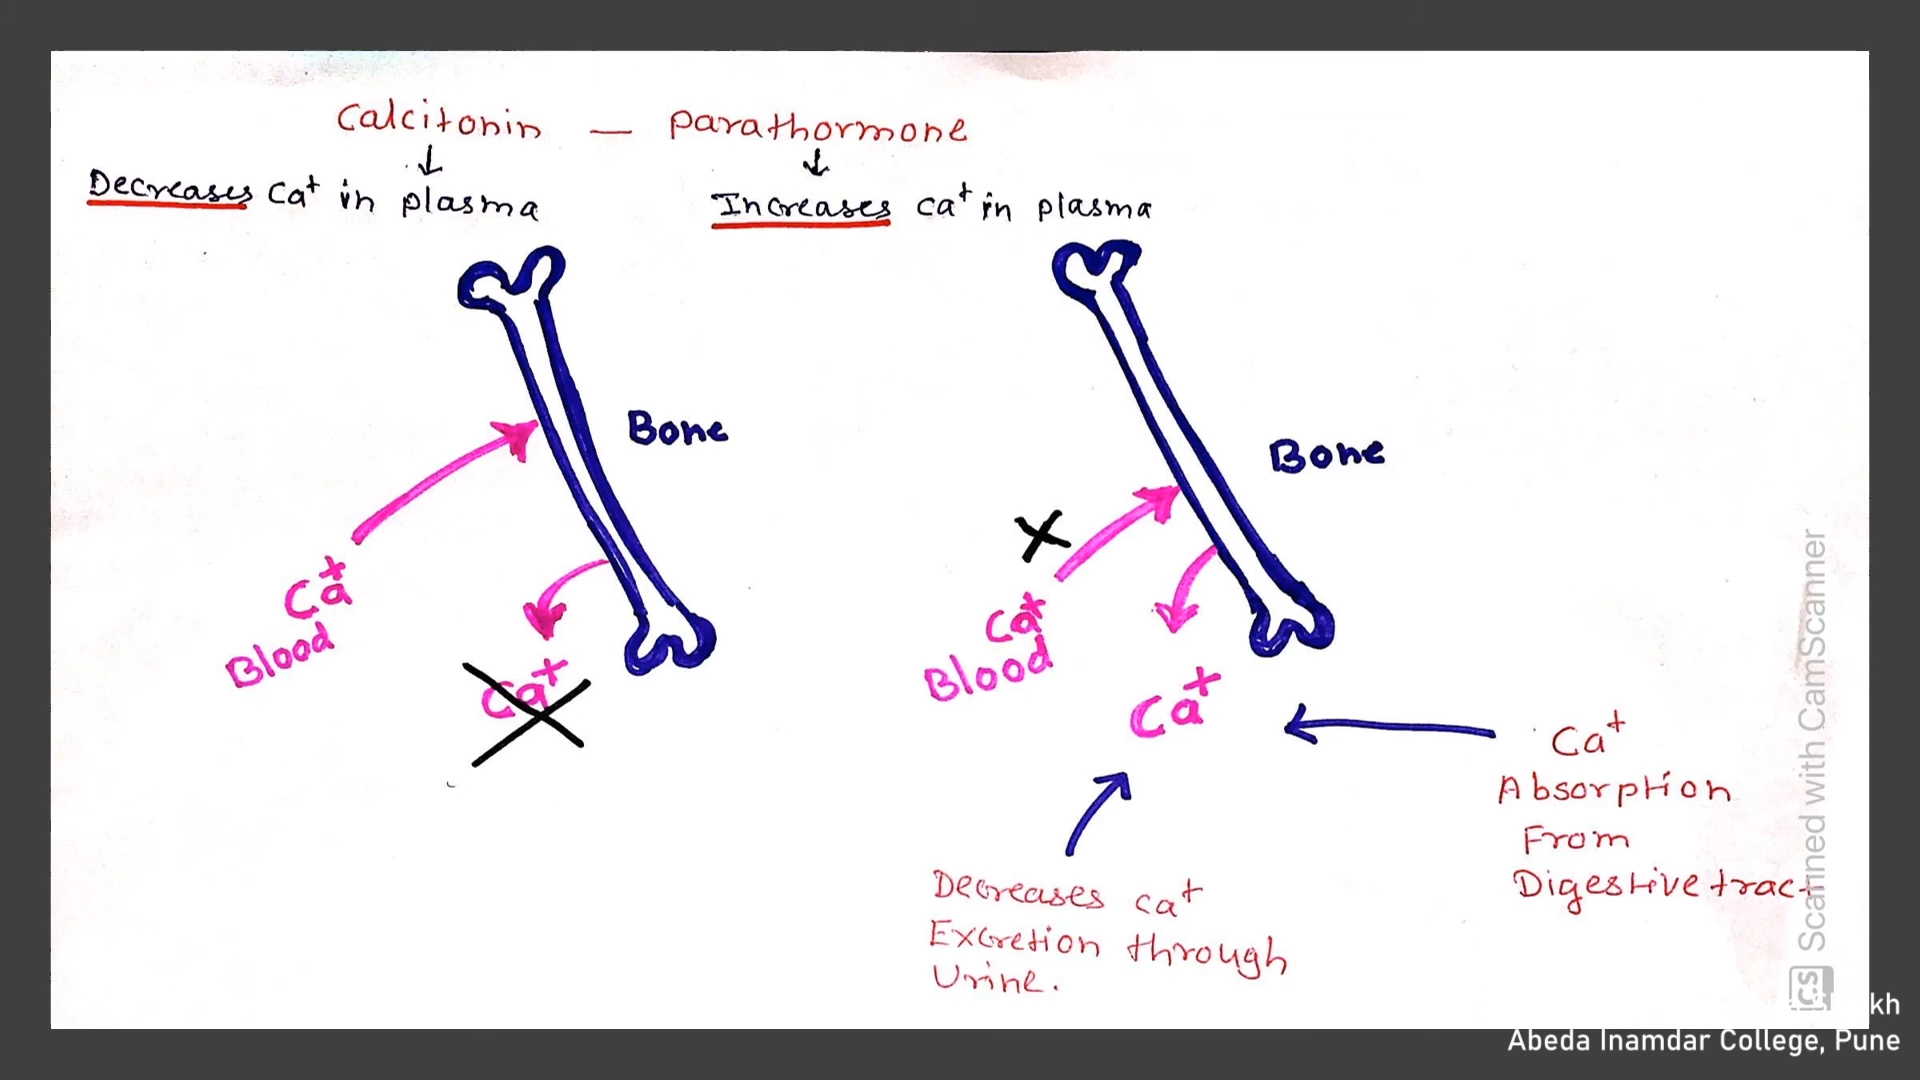 Calcitonin — Parathormone
Decreases Ca+ in plasma
Increases Ca+ in plasma
Bone
Bone
Ca+
Blood
Ca+
Ca+
Blood
Ca+
Ca+
Absorption
From
Digestive tract
Decreases Ca+
Excretion through
Urine.
Scanned with CamScanner
CS
Abeda Inamdar College, Pune